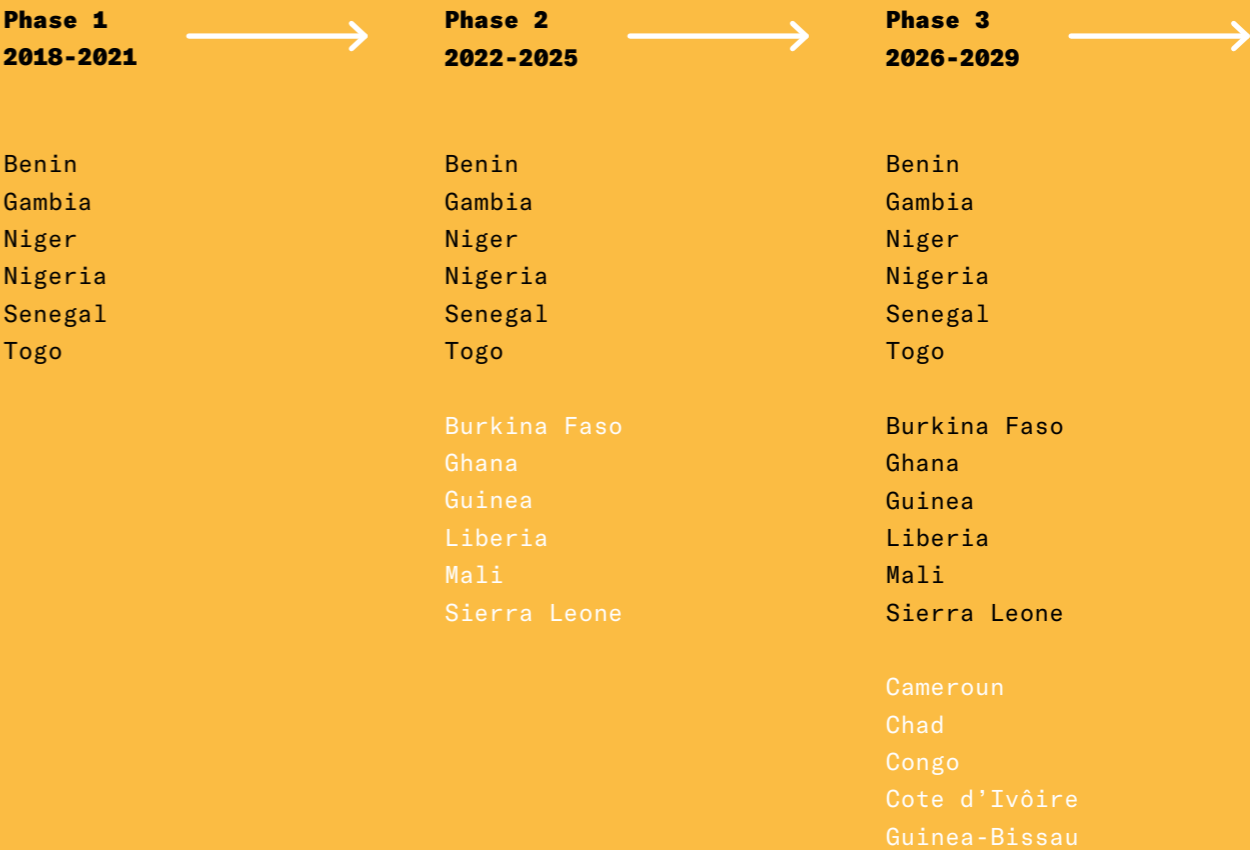 Phase 1
2018-2021
Benin
Gambia
Niger
Nigeria
Senegal
Togo
Phase 2
2022-2025
Benin
Gambia
Niger
Nigeria
Senegal
Togo
Burkina Faso
Ghana
Guinea
Liberia
Mali
Sierra Leone
Phase 3
2026-2029
Benin
Gambia
Niger
Nigeria
Senegal
Togo
Burkina Faso
Ghana
Guinea
Liberia
Mali
Sierra Leone
Cameroun
Chad
Congo
Cote d’Ivôire
Guinea-Bissau